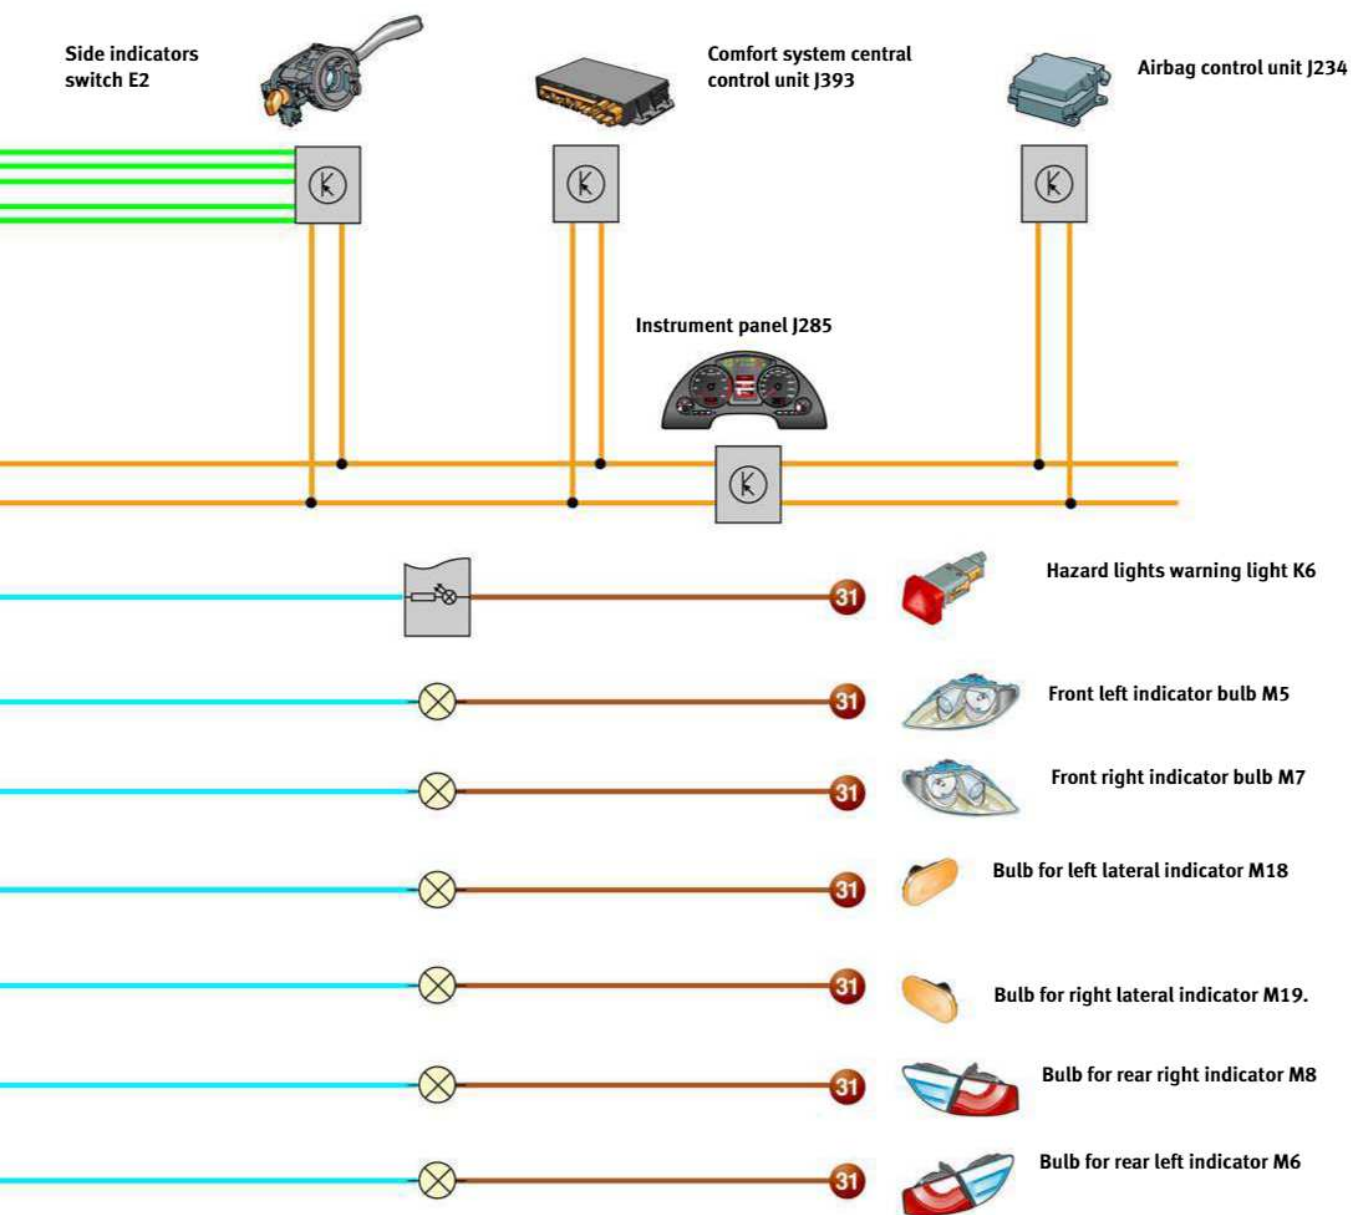 Side indicators
switch E2
Comfort system central
control unit J393
Airbag control unit J234
Instrument panel J285
31
Hazard lights warning light K6
31
Front left indicator bulb M5
31
Front right indicator bulb M7
31
Bulb for left lateral indicator M18
31
Bulb for right lateral indicator M19.
31
Bulb for rear right indicator M8
31
Bulb for rear left indicator M6